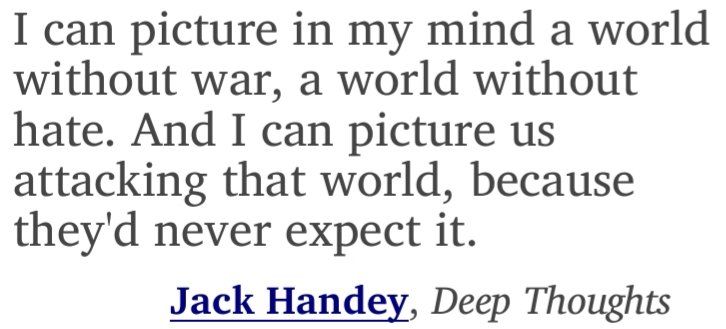 I can picture in my mind a world
without war, a world without
hate. And I can picture us
attacking that world, because
they'd never expect it.
Jack Handey, Deep Thoughts